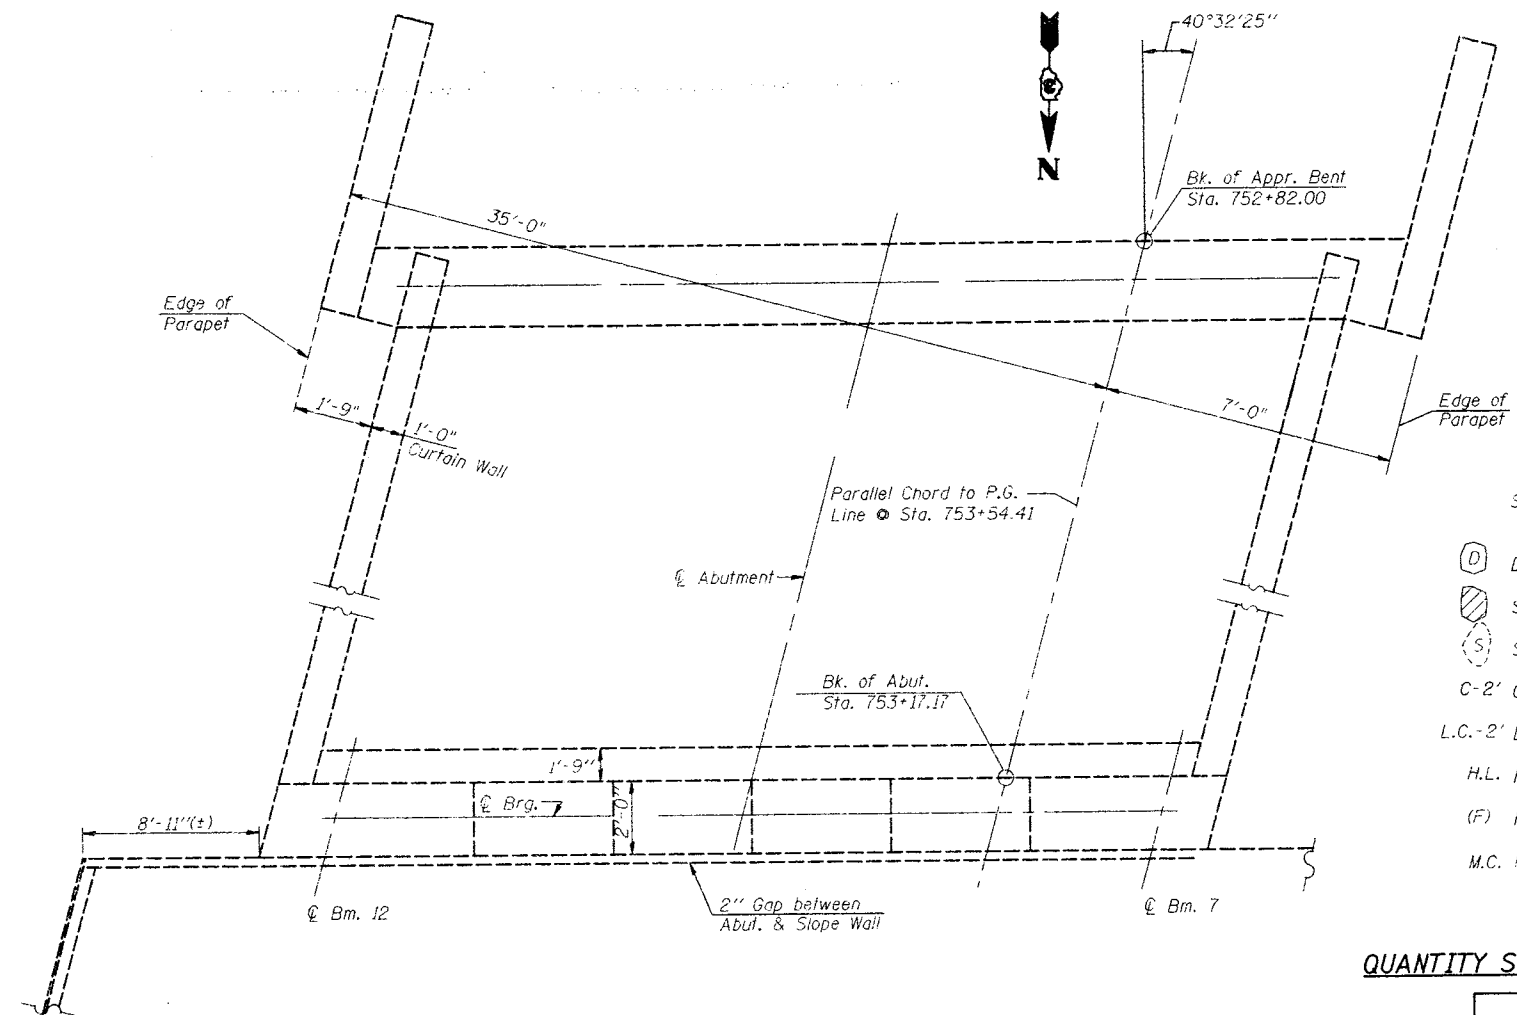 40°32'25"
N
Bk. of Appr. Bent
Sta. 752+82.00
35'-0"
Edge of
Parapet
1'-9"
1'-0"
Curtain Wall
7'-0"
Edge of
Parapet
Parallel Chord to P.G.
Line @ Sta. 753+54.41
℄ Abutment
D
S
C-2'
L.C.-2'
H.L.
(F)
M.C.
Bk. of Abut.
Sta. 753+17.17
1'-9"
℄ Brg.
2'-0"
8'-11"(±)
℄ Bm. 12
2" Gap between
Abut. & Slope Wall
℄ Bm. 7
QUANTITY S